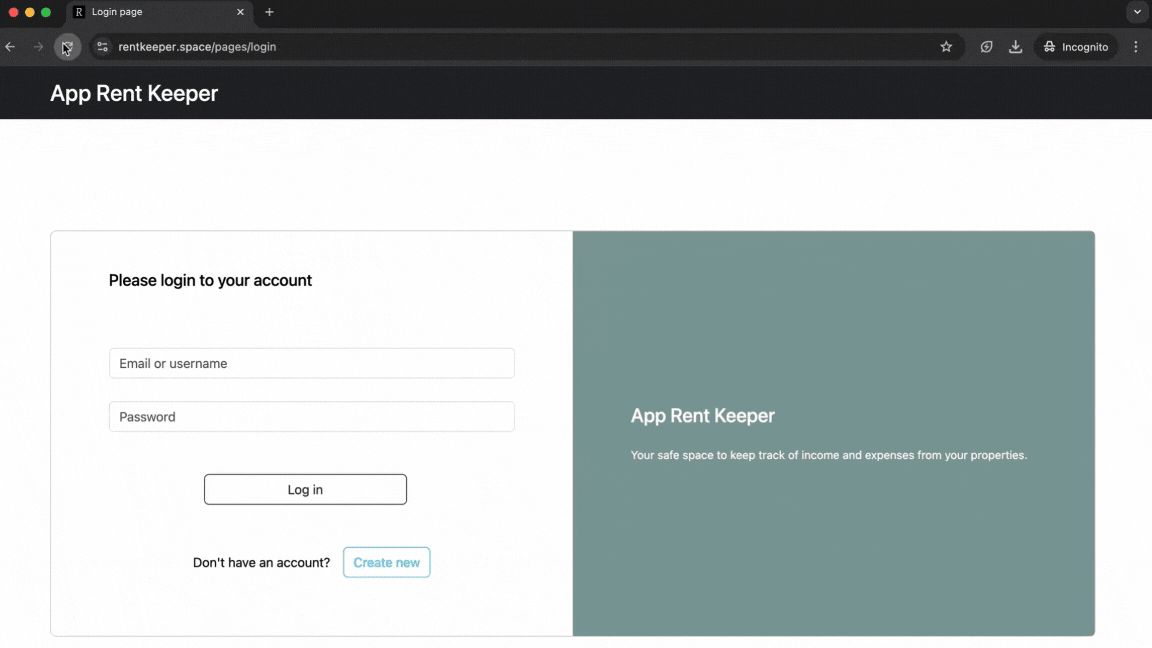 R Login page
rentkeeper.space/pages/login
Incognito
App Rent Keeper
Please login to your account
Email or username
Password
Log in
Don't have an account? Create new
App Rent Keeper
Your safe space to keep track of income and expenses from your properties.